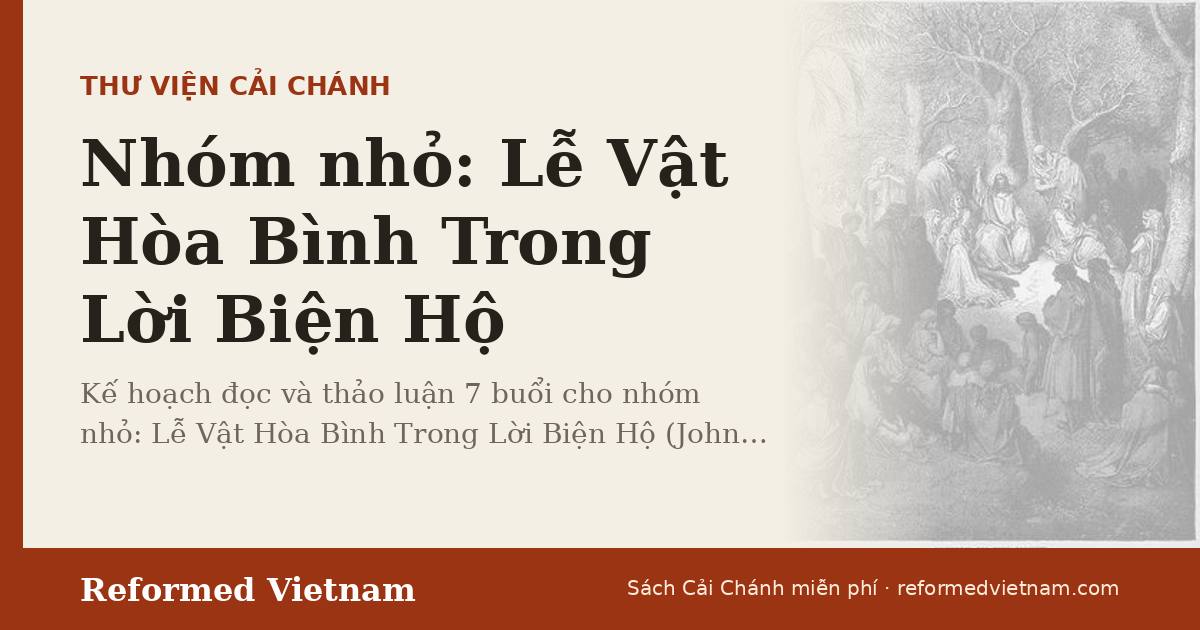 THƯ VIỆN CẢI CHÁNH
Nhóm nhỏ: Lễ Vật
Hòa Bình Trong
Lời Biện Hộ
Kế hoạch đọc và thảo luận 7 buổi cho nhóm
nhỏ: Lễ Vật Hòa Bình Trong Lời Biện Hộ (John…
Reformed Vietnam
Sách Cải Chánh miễn phí · reformedvietnam.com